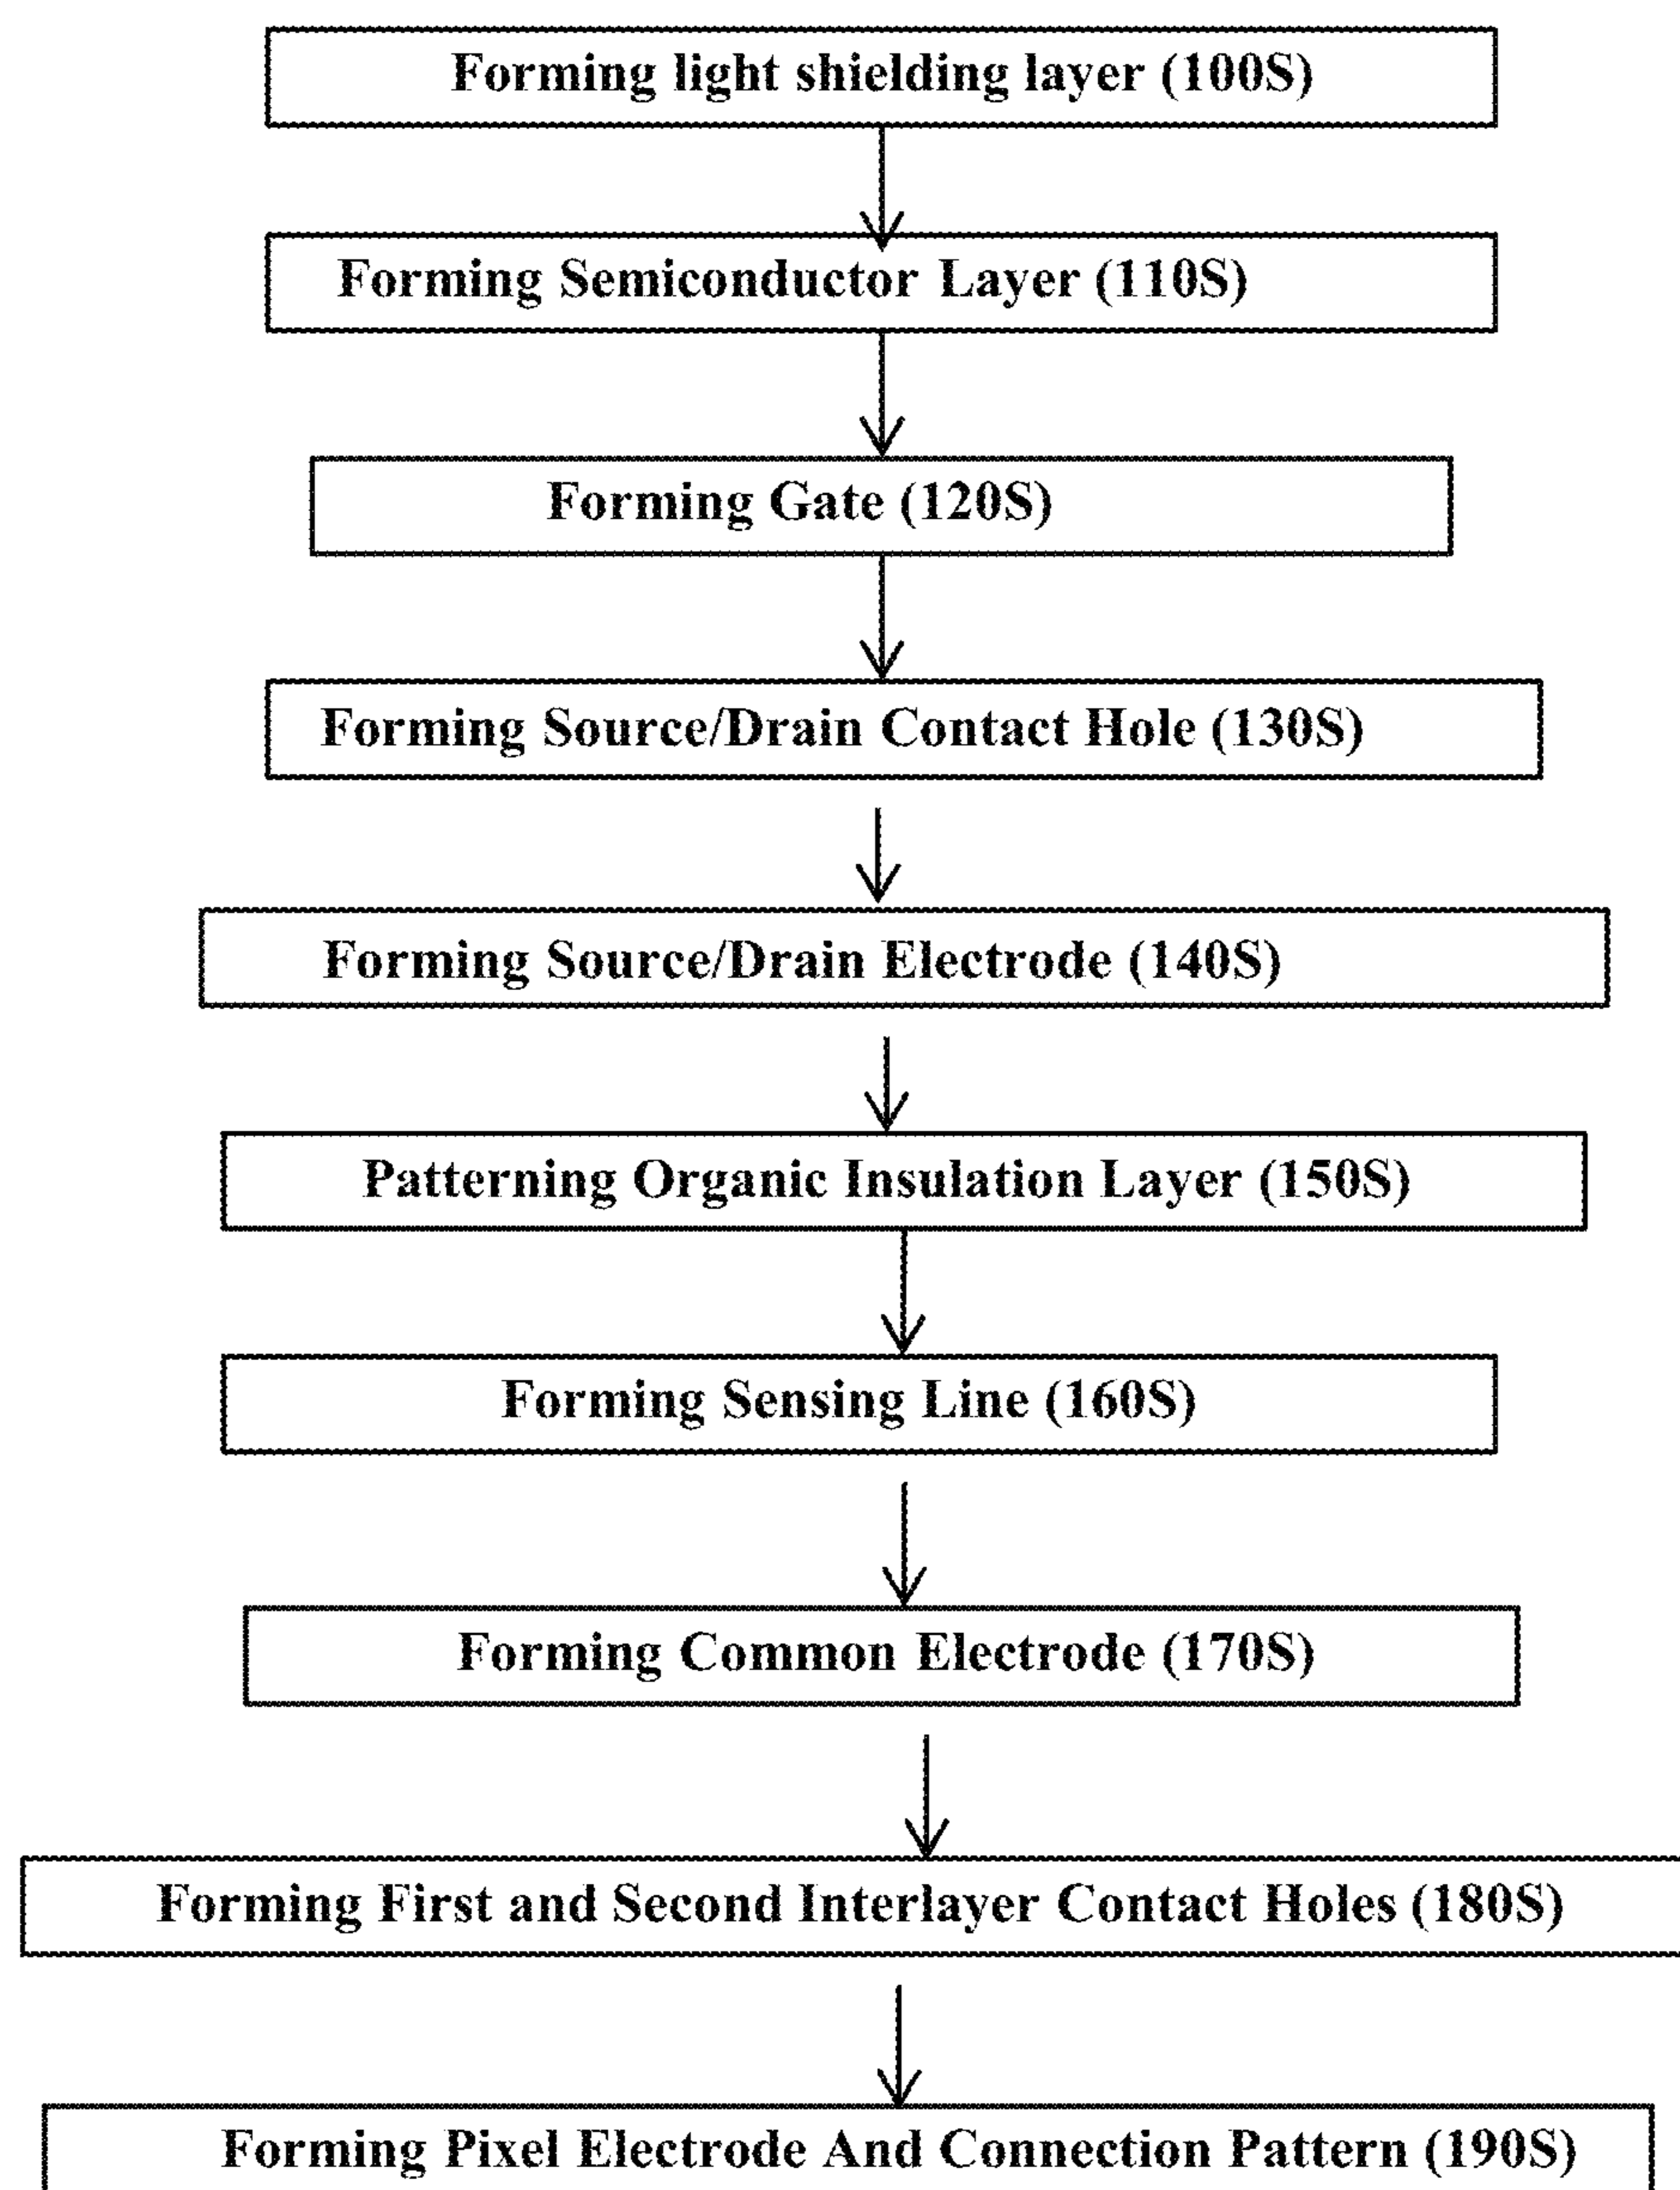 Forming light shielding layer (100S)
Forming Semiconductor Layer (110S)
Forming Gate (120S)
Forming Source/Drain Contact Hole (130S)
Forming Source/Drain Electrode (140S)
Patterning Organic Insulation Layer (150S)
Forming Sensing Line (160S)
Forming Common Electrode (170S)
Forming First and Second Interlayer Contact Holes (180S)
Forming Pixel Electrode And Connection Pattern (190S)